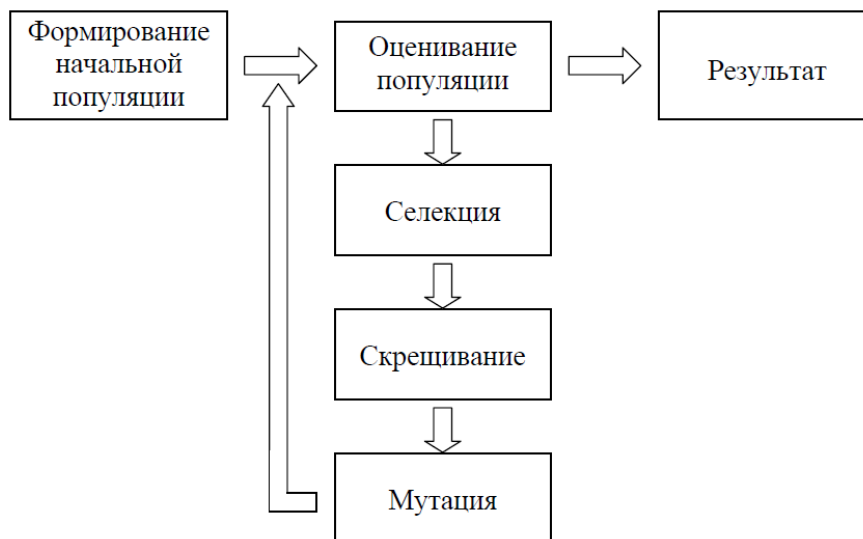 Формирование
начальной
популяции
Оценивание
популяции
Результат
Селекция
Скрещивание
Мутация